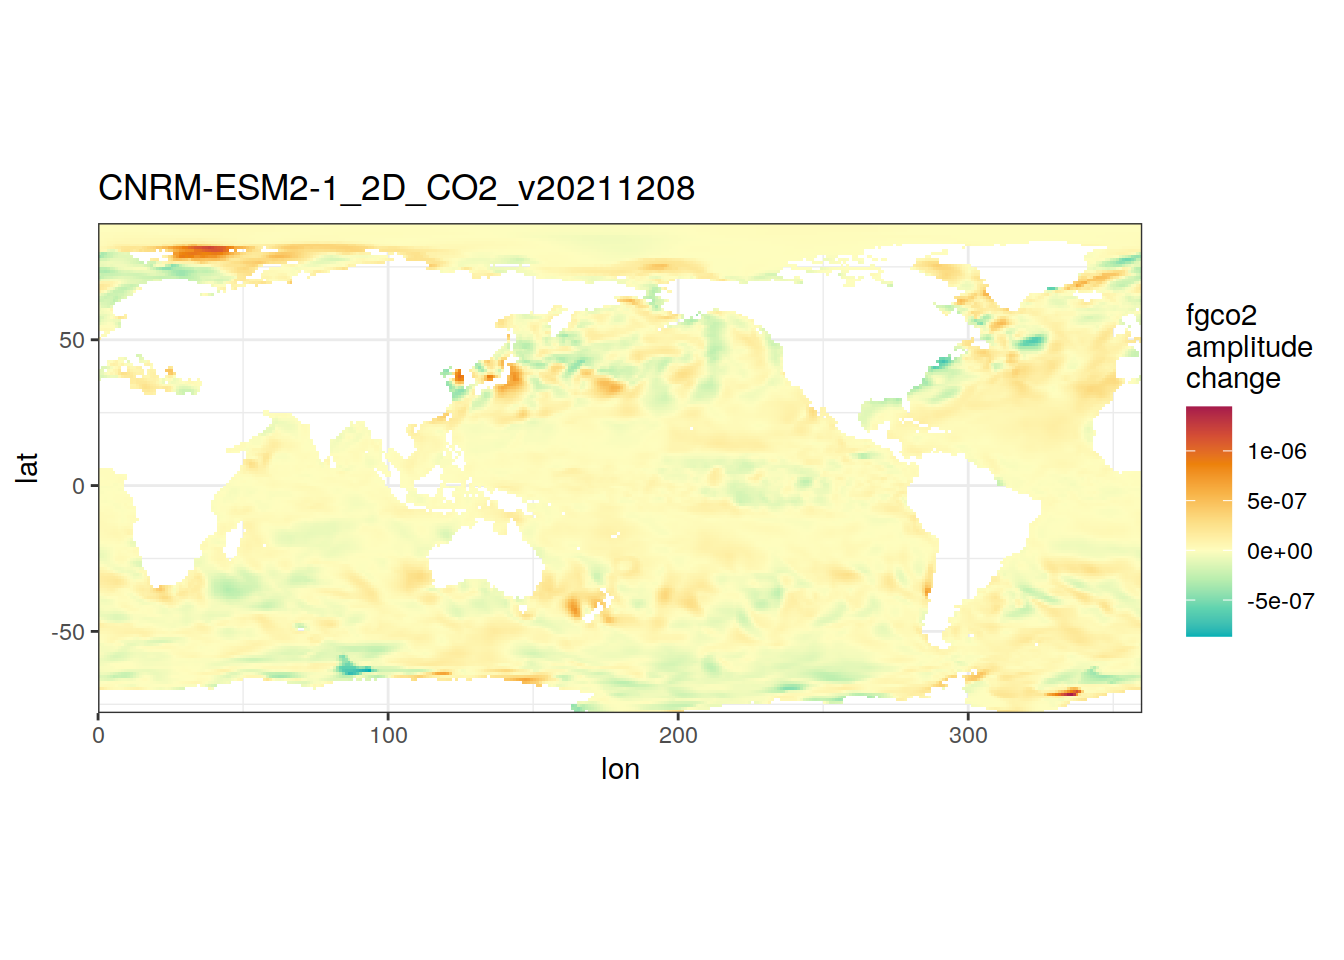 CNRM-ESM2-1_2D_CO2_v20211208
50
0
-50
lat
0
100
200
300
lon
fgco2
amplitude
change
1e-06
5e-07
0e+00
-5e-07